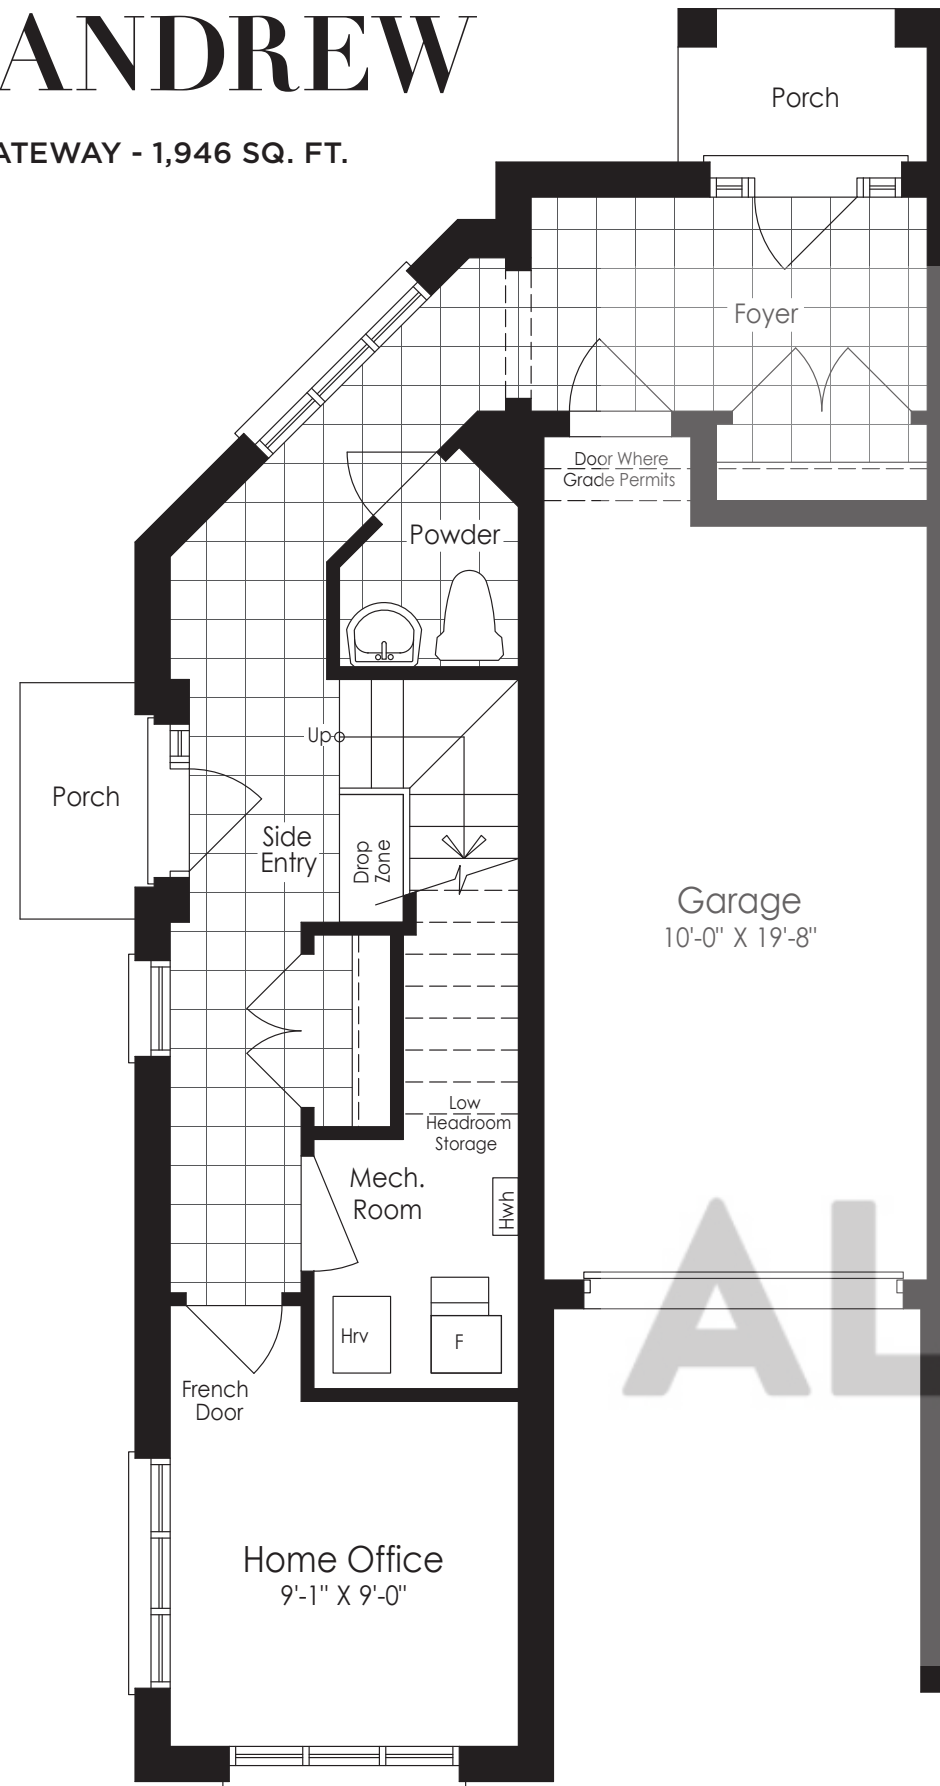 ANDREW
ATEWAY - 1,946 SQ. FT.
Porch
Foyer
Door Where
Grade Permits
Powder
Up
Porch
Side
Entry
Drop
Zone
Garage
10'-0" X 19'-8"
Low
Headroom
Storage
Mech.
Room
Hwh
Hrv
F
French
Door
Home Office
9'-1" X 9'-0"
AL